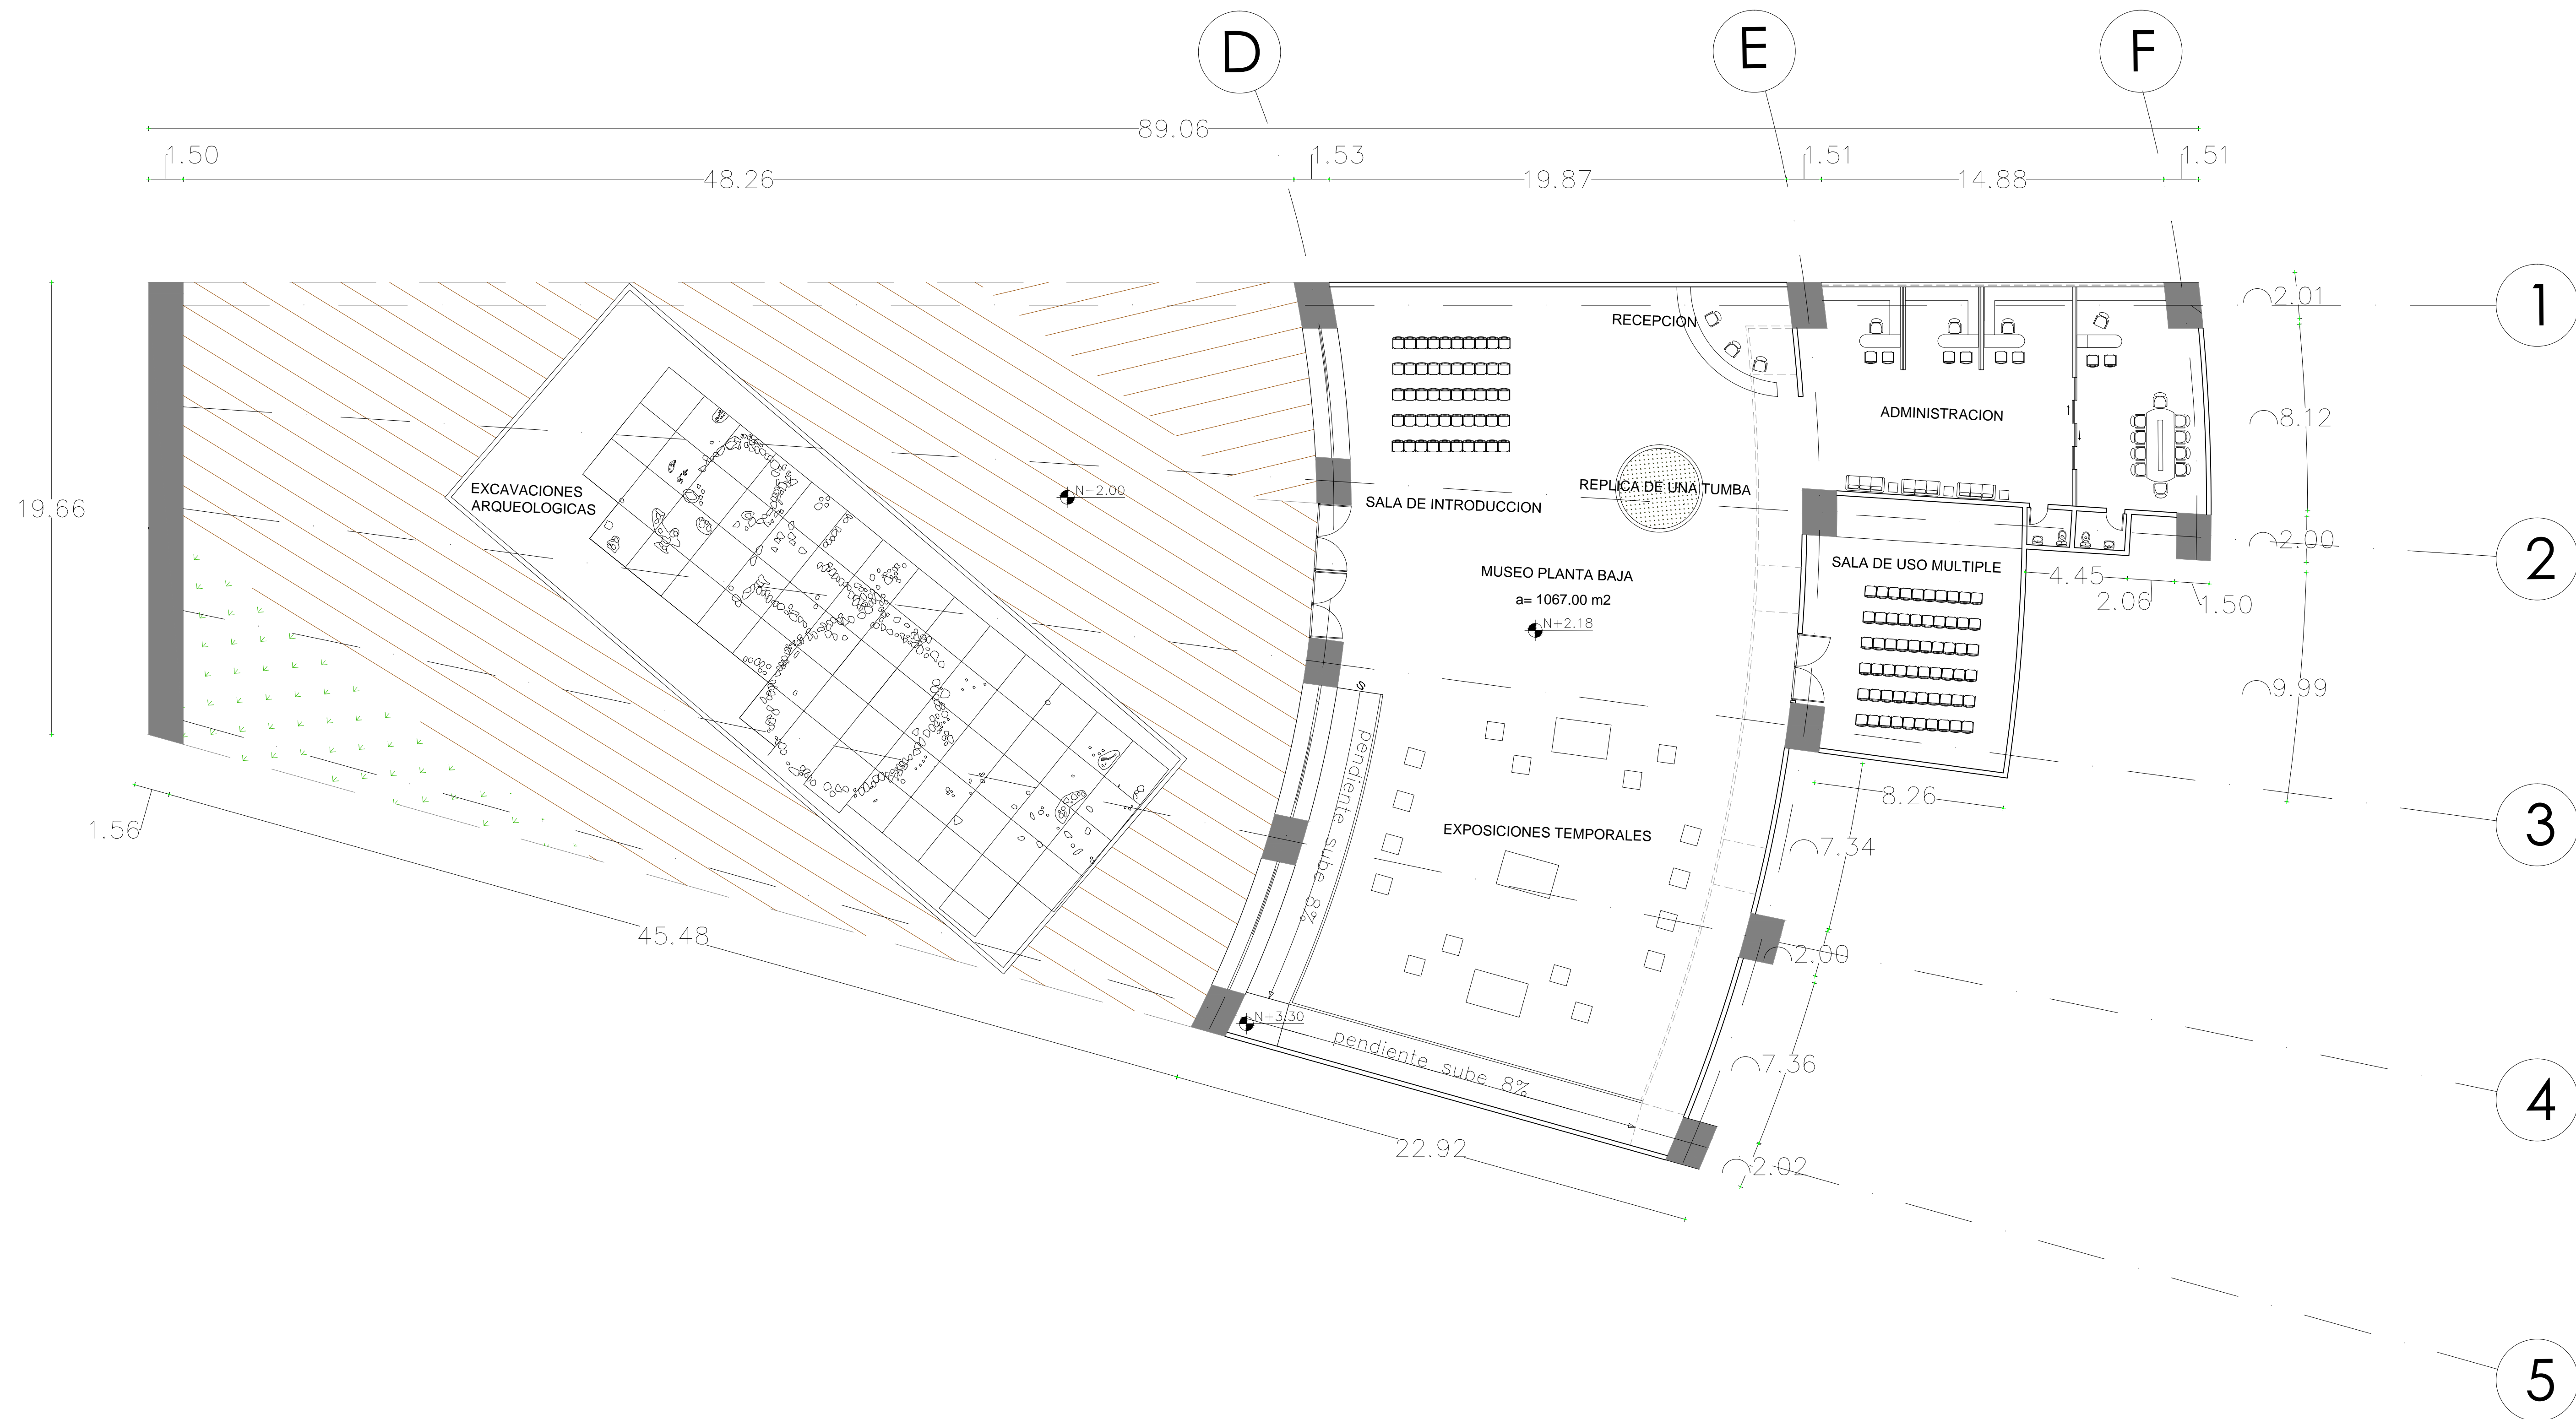 D
E
F
89.06
1.50
1.53
1.51
1.51
48.26
19.87
14.88
1
2.01
RECEPCION
ADMINISTRACION
8.12
EXCAVACIONES
ARQUEOLOGICAS
N+2.00
REPLICA DE UNA TUMBA
SALA DE INTRODUCCION
19.66
2.00
2
SALA DE USO MULTIPLE
MUSEO PLANTA BAJA
a= 1067.00 m2
N+2.18
4.45
2.06
1.50
S
9.99
pendiente sube 8%
8.26
3
1.56
EXPOSICIONES TEMPORALES
7.34
45.48
2.00
N+3.30
pendiente sube 8%
7.36
4
22.92
2.02
5